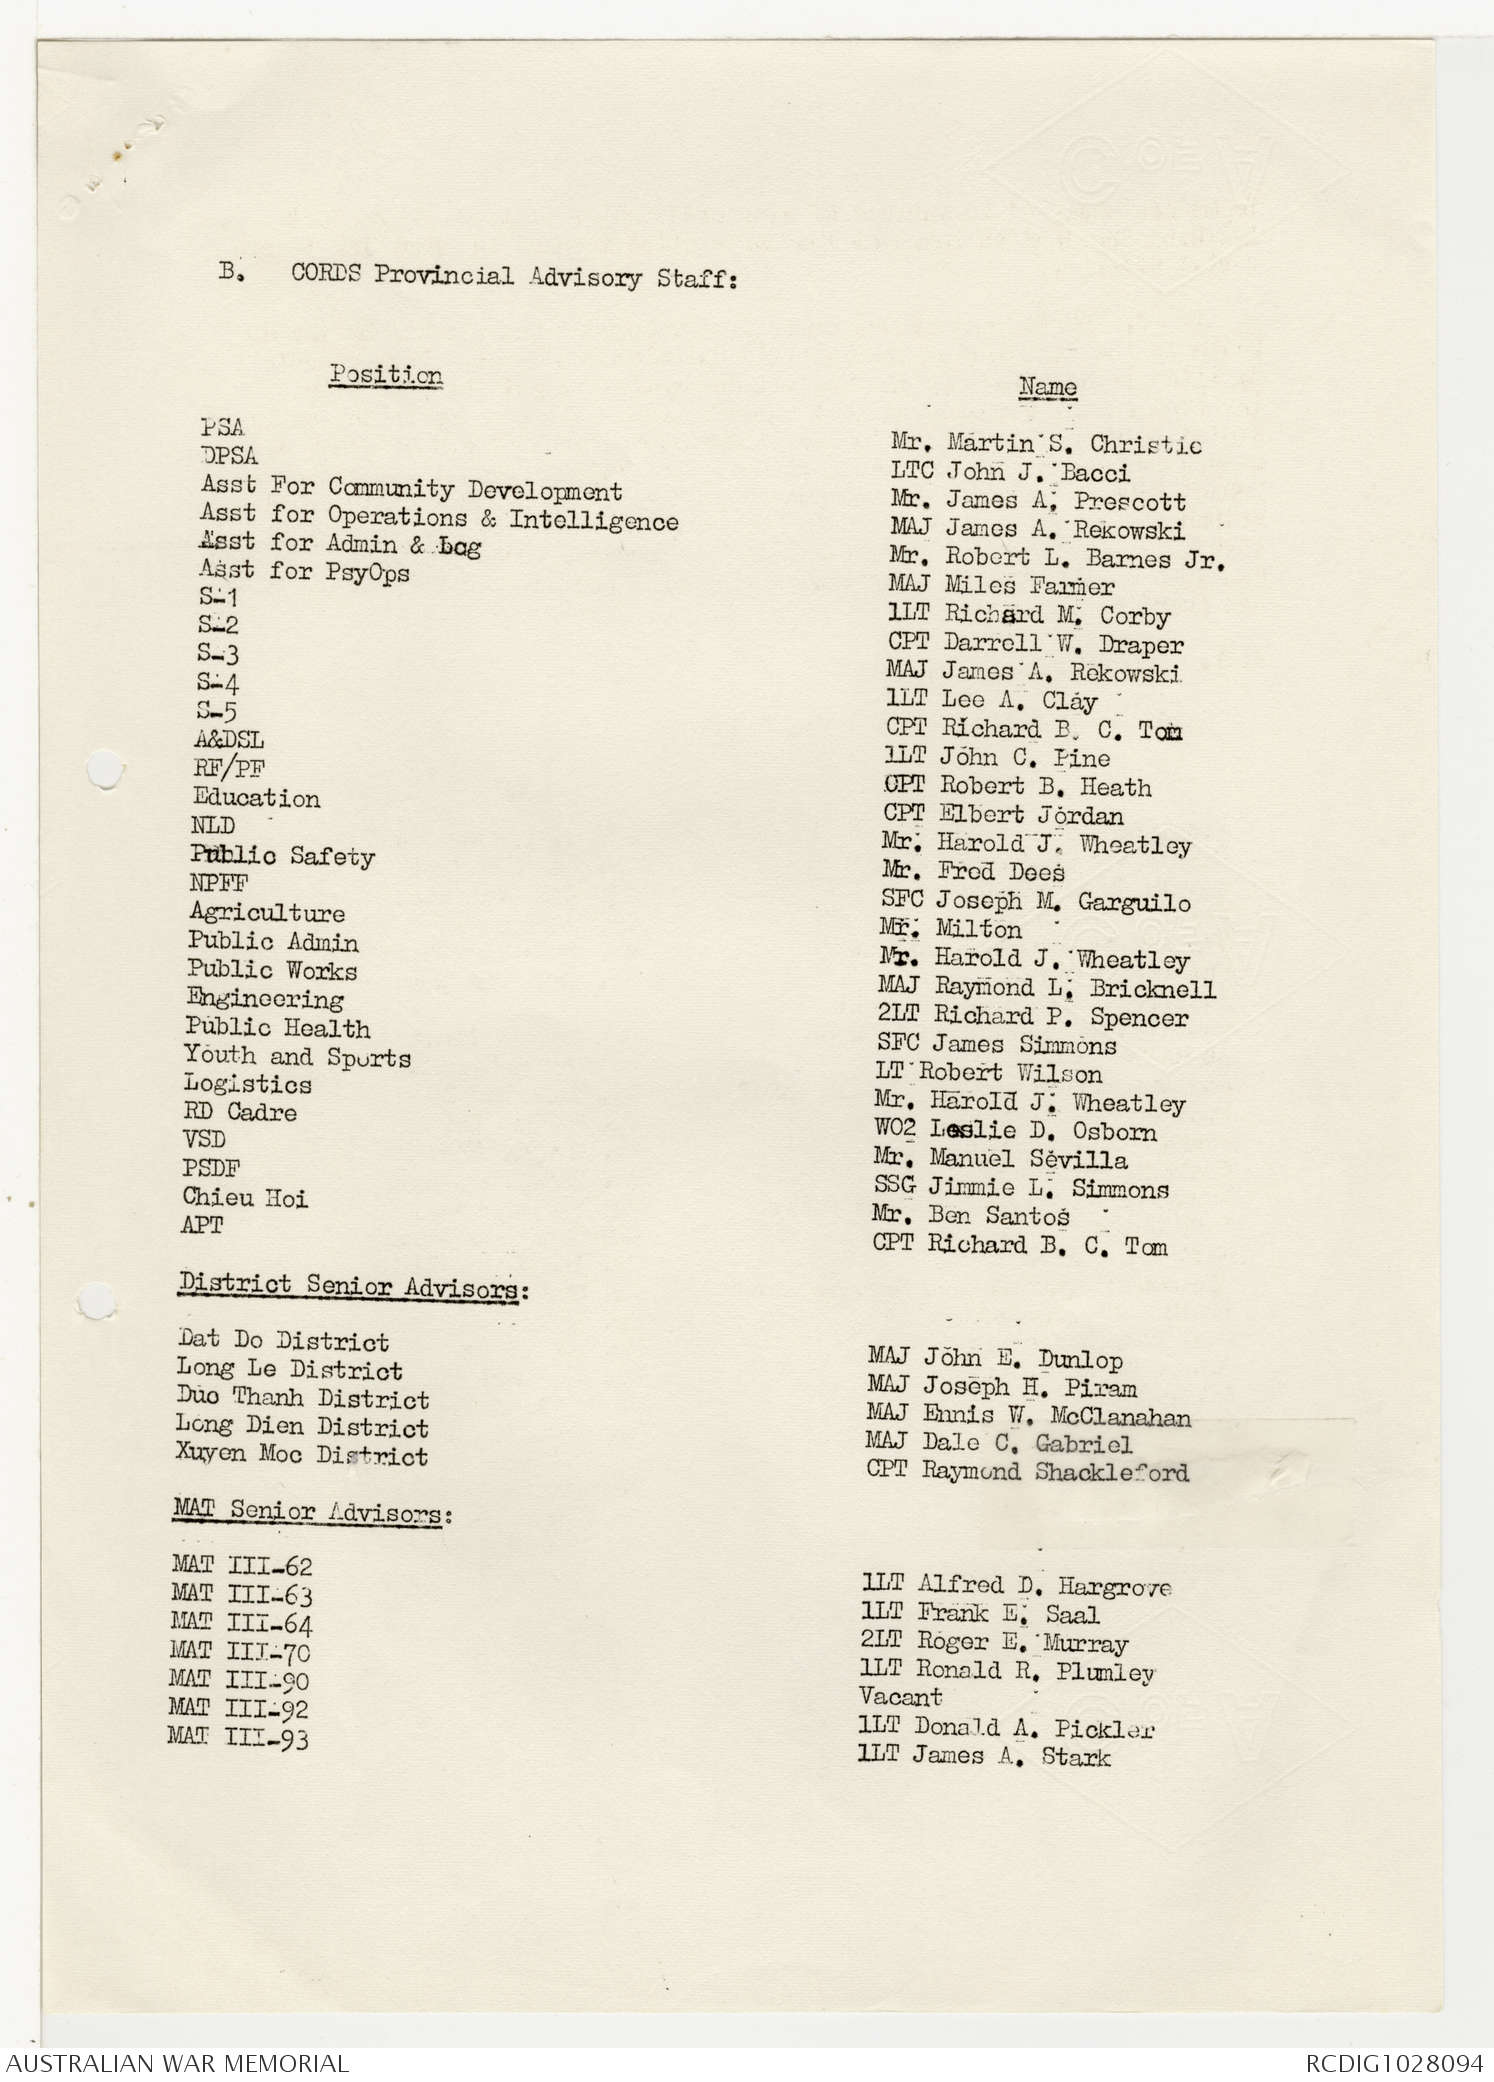 B. CORDS Provincial Advisory Staff:
Position Name
PSA Mr. Martin S. Christie
DPSA LTC John J. Bacci
Asst For Community Development Mr. James A. Prescott
Asst for Operations & Intelligence MAJ James A. Rekowski
Asst for Admin & Log Mr. Robert L. Barnes Jr.
Asst for PsyOps MAJ Miles Farmer
S-1 1LT Richard M. Corby
S-2 CPT Darrell W. Draper
S-3 MAJ James A. Rekowski
S-4 1LT Lee A. Clay
S-5 CPT Richard B. C. Tom
A&DSL 1LT John C. Pine
RF/PF CPT Robert B. Heath
Education CPT Elbert Jordan
NLD Mr. Harold J. Wheatley
Public Safety Mr. Fred Dees
NPFF SFC Joseph M. Garguilo
Agriculture Mr. Milton
Public Admin Mr. Harold J. Wheatley
Public Works MAJ Raymond L. Bricknell
Engineering 2LT Richard P. Spencer
Public Health SFC James Simmons
Youth and Sports LT Robert Wilson
Logistics Mr. Harold J. Wheatley
RD Cadre WO2 Leslie D. Osborn
VSD Mr. Manuel Sevilla
PSDF SSG Jimmie L. Simmons
Chieu Hoi Mr. Ben Santos
APT CPT Richard B. C. Tom
District Senior Advisors:
Dat Do District MAJ John E. Dunlop
Long Le District MAJ Joseph H. Piram
Duc Thanh District MAJ Ennis W. McClanahan
Long Dien District MAJ Dale C. Gabriel
Xuyen Moc District CPT Raymond Shackleford
MAT Senior Advisors:
MAT III-62 1LT Alfred D. Hargrove
MAT III-63 1LT Frank E. Saal
MAT III-64 2LT Roger E. Murray
MAT III-70 1LT Ronald R. Plumley
MAT III-90 Vacant
MAT III-92 1LT Donald A. Pickler
MAT III-93 1LT James A. Stark
AUSTRALIAN WAR MEMORIAL RCDIG1028094